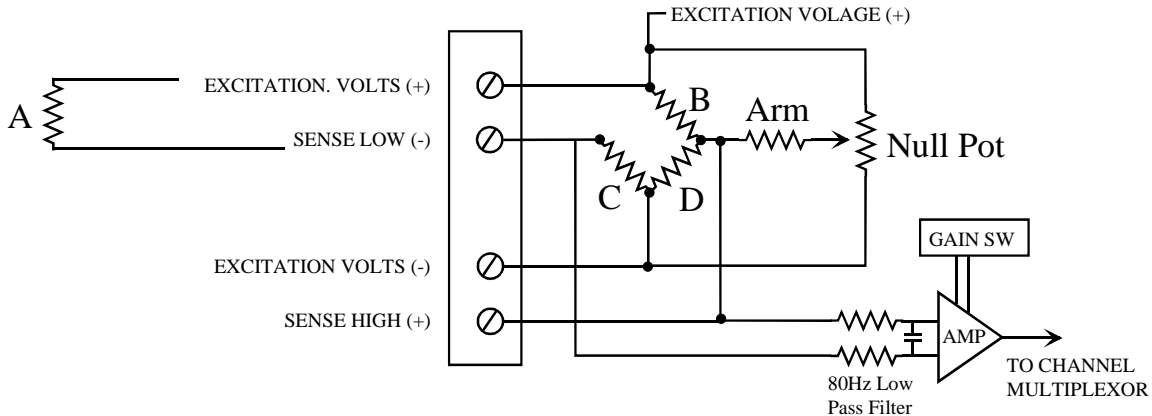 EXCITATION VOLAGE (+)
EXCITATION. VOLTS (+)
A
B
Arm
SENSE LOW (-)
Null Pot
C
D
GAIN SW
EXCITATION VOLTS (-)
SENSE HIGH (+)
AMP
TO CHANNEL
MULTIPLEXOR
80Hz Low
Pass Filter